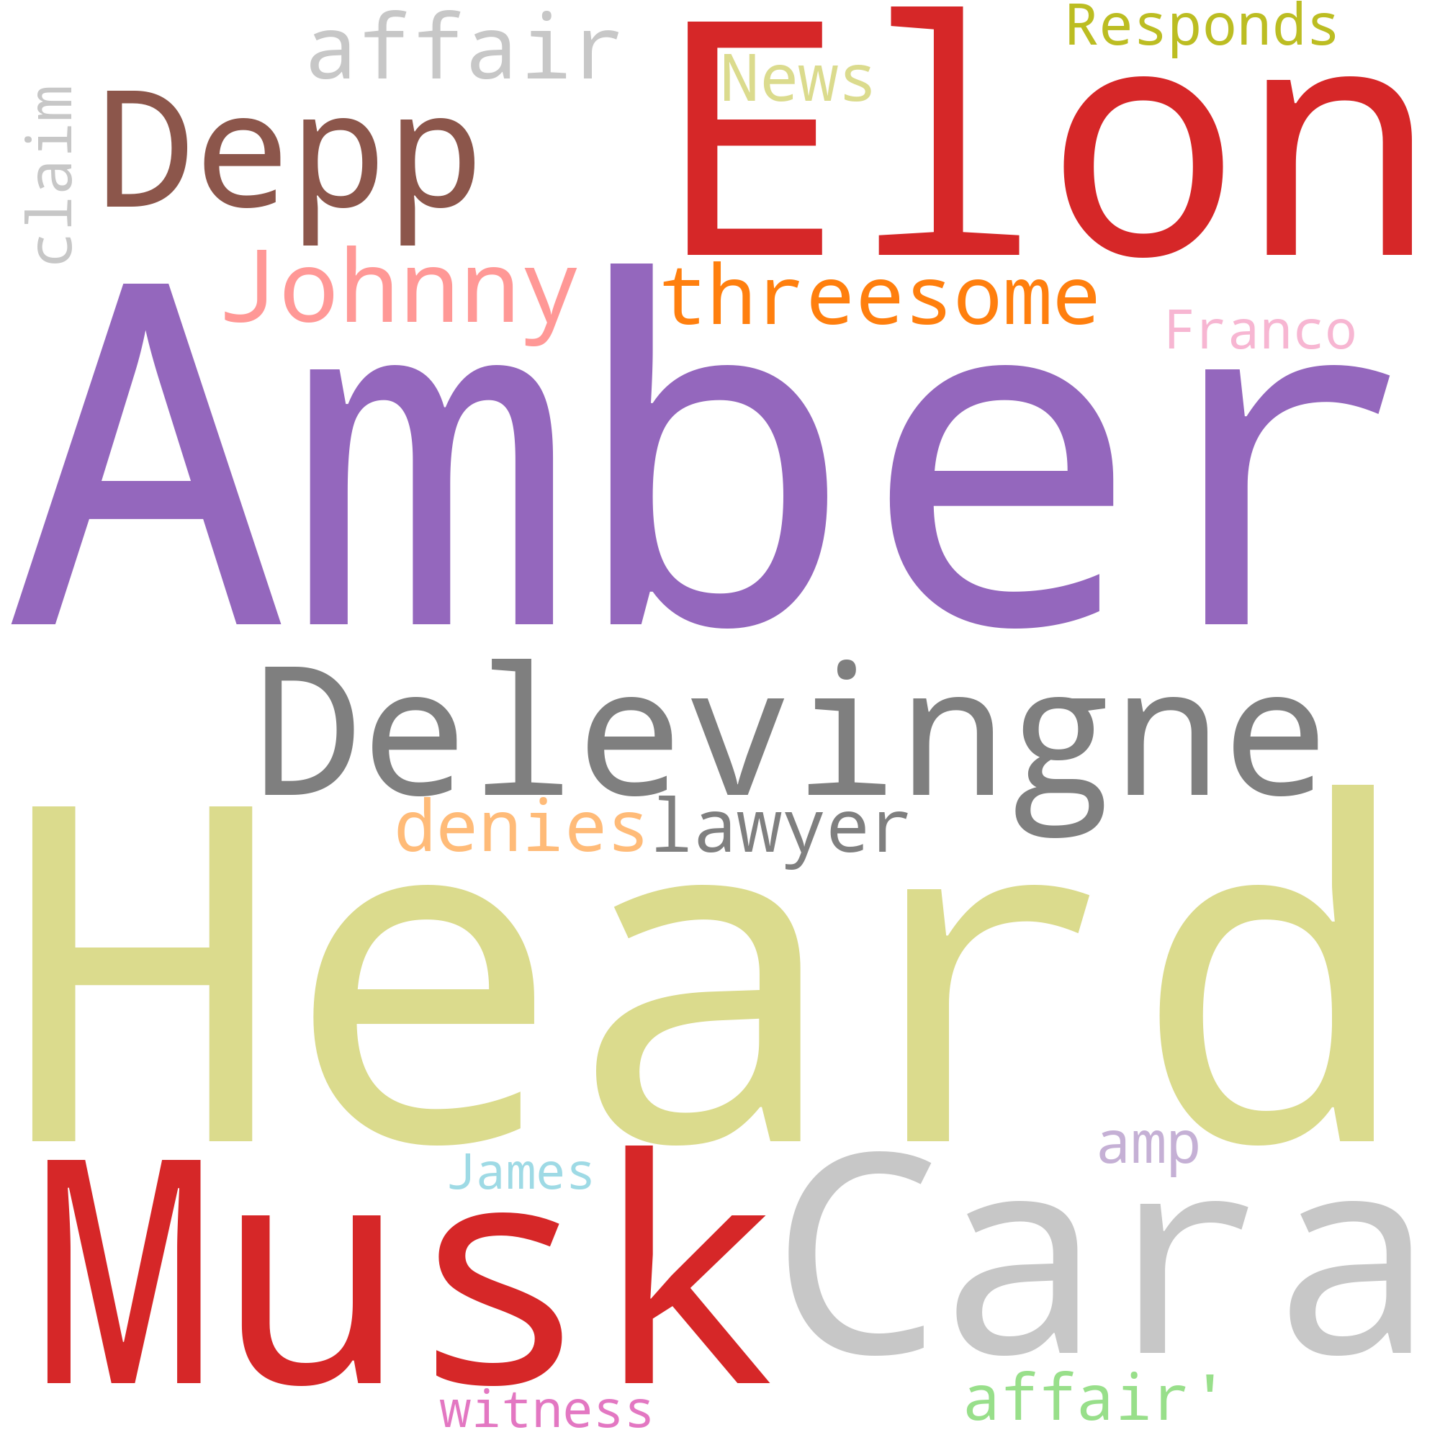 affair
Elon
Responds
News
claim
Depp
Johnny
threesome
Franco
Amber
Delevingne
denies
lawyer
Heard
amp
James
Musk
Cara
witness
affair'